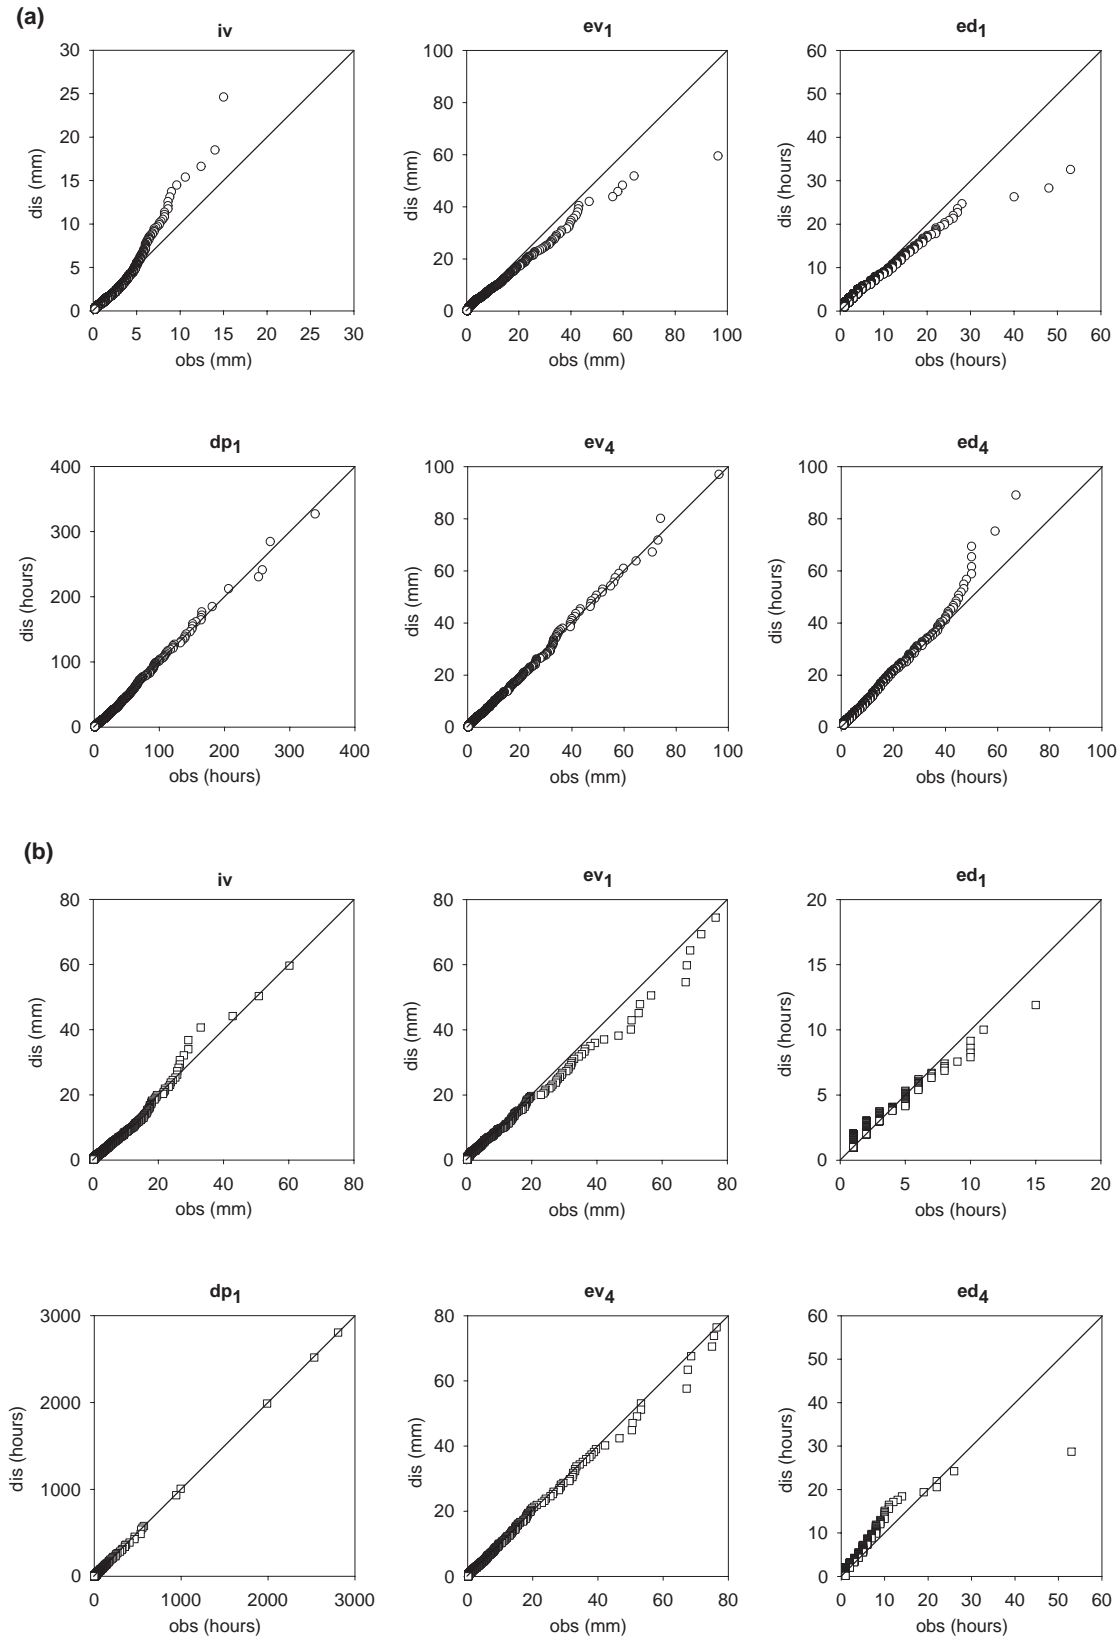 (a)
iv
ev1
ed1
30
25
20
15
10
5
0
dis (mm)
0 5 10 15 20 25 30
obs (mm)
100
80
60
40
20
0
dis (mm)
0 20 40 60 80 100
obs (mm)
60
50
40
30
20
10
0
dis (hours)
0 10 20 30 40 50 60
obs (hours)
dp1
ev4
ed4
400
300
200
100
0
dis (hours)
0 100 200 300 400
obs (hours)
100
80
60
40
20
0
dis (mm)
0 20 40 60 80 100
obs (mm)
100
80
60
40
20
0
dis (hours)
0 20 40 60 80 100
obs (hours)
(b)
iv
ev1
ed1
80
60
40
20
0
dis (mm)
0 20 40 60 80
obs (mm)
80
60
40
20
0
dis (mm)
0 20 40 60 80
obs (mm)
20
15
10
5
0
dis (hours)
0 5 10 15 20
obs (hours)
dp1
ev4
ed4
3000
2000
1000
0
dis (hours)
0 1000 2000 3000
obs (hours)
80
60
40
20
0
dis (mm)
0 20 40 60 80
obs (mm)
60
50
40
30
20
10
0
dis (hours)
0 10 20 30 40 50 60
obs (hours)